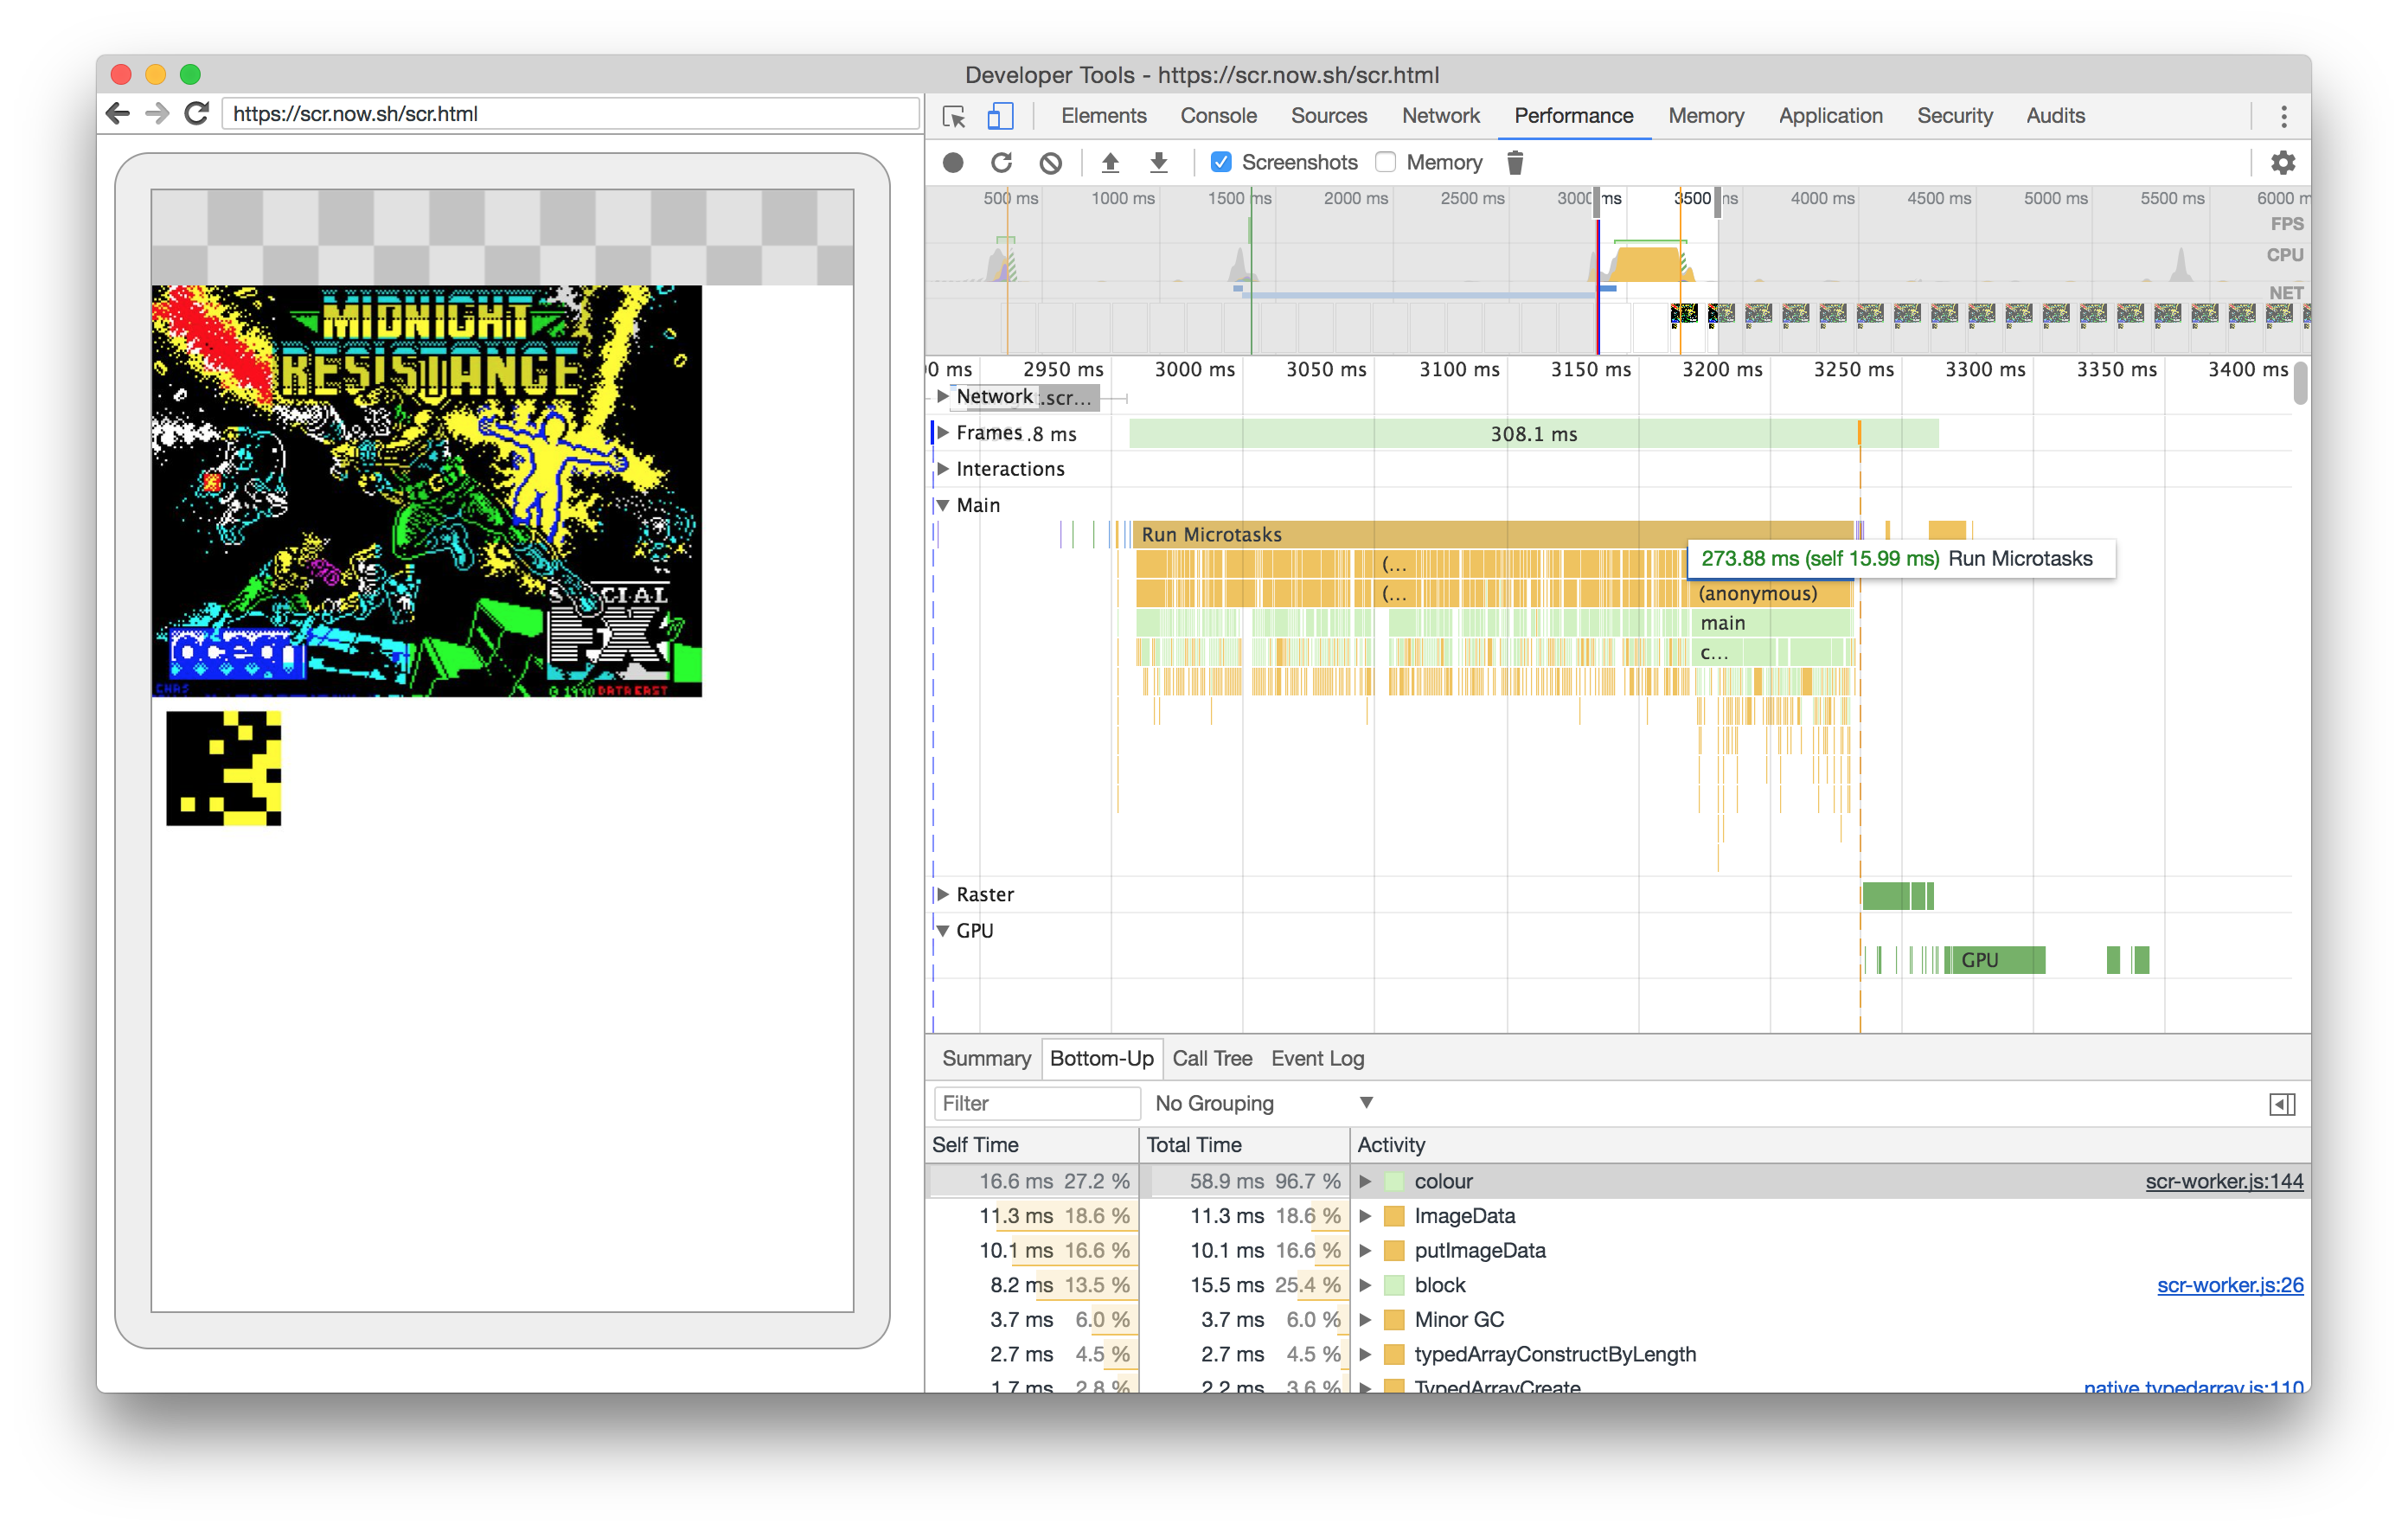 Developer Tools - https://scr.now.sh/scr.html
https://scr.now.sh/scr.html
Elements Console Sources Network Performance Memory Application Security Audits
Screenshots Memory
500 ms 1000 ms 1500 ms 2000 ms 2500 ms 3000 ms 3500 ms 4000 ms 4500 ms 5000 ms 5500 ms 6000 m
FPS
CPU
NET
MIDNIGHT
RESISTANCE
SPECIAL
FX
ocean
© 1990 DATA EAST
00 ms 2950 ms 3000 ms 3050 ms 3100 ms 3150 ms 3200 ms 3250 ms 3300 ms 3350 ms 3400 ms
Network .scr...
Frames .8 ms 308.1 ms
Interactions
Main
Run Microtasks
(...
273.88 ms (self 15.99 ms) Run Microtasks
(... (anonymous)
main
c...
Raster
GPU
GPU
Summary Bottom-Up Call Tree Event Log
Filter No Grouping
Self Time Total Time Activity
16.6 ms 27.2 % 58.9 ms 96.7 % colour scr-worker.js:144
11.3 ms 18.6 % 11.3 ms 18.6 % ImageData
10.1 ms 16.6 % 10.1 ms 16.6 % putImageData
8.2 ms 13.5 % 15.5 ms 25.4 % block scr-worker.js:26
3.7 ms 6.0 % 3.7 ms 6.0 % Minor GC
2.7 ms 4.5 % 2.7 ms 4.5 % typedArrayConstructByLength
1.7 ms 2.8 % 2.2 ms 3.6 % TypedArrayCreate native typedarray.js:110